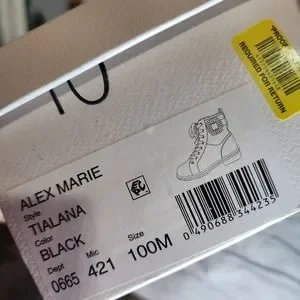 10
"PROOF
REQUIRED FOR RETURN
ALEX MARIE
Style
TIALANA
Color
BLACK
Dept Mic Size
0665 421 100M
0 490688 344235